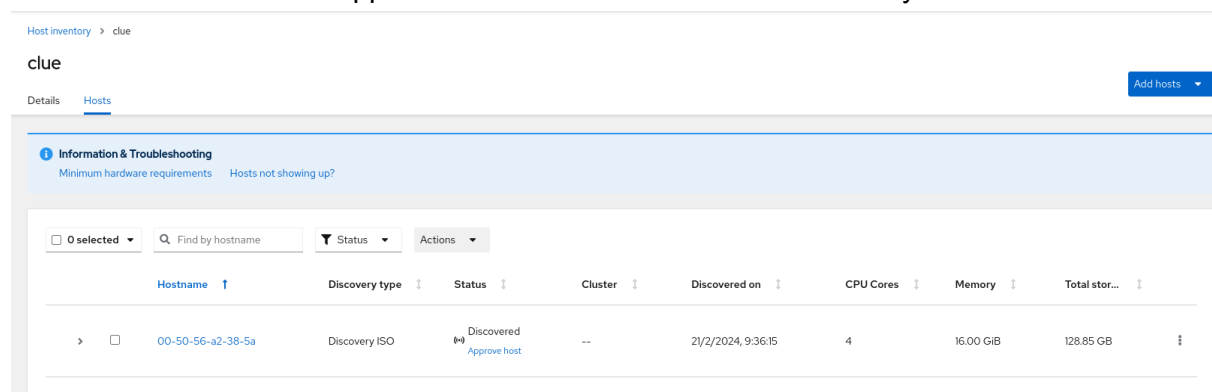 Host inventory > clue
clue
Add hosts
Details Hosts
Information & Troubleshooting
Minimum hardware requirements Hosts not showing up?
0 selected Find by hostname Status Actions
Hostname Discovery type Status Cluster Discovered on CPU Cores Memory Total stor...
Discovered
00-50-56-a2-38-5a Discovery ISO -- 21/2/2024, 9:36:15 4 16.00 GiB 128.85 GB
Approve host